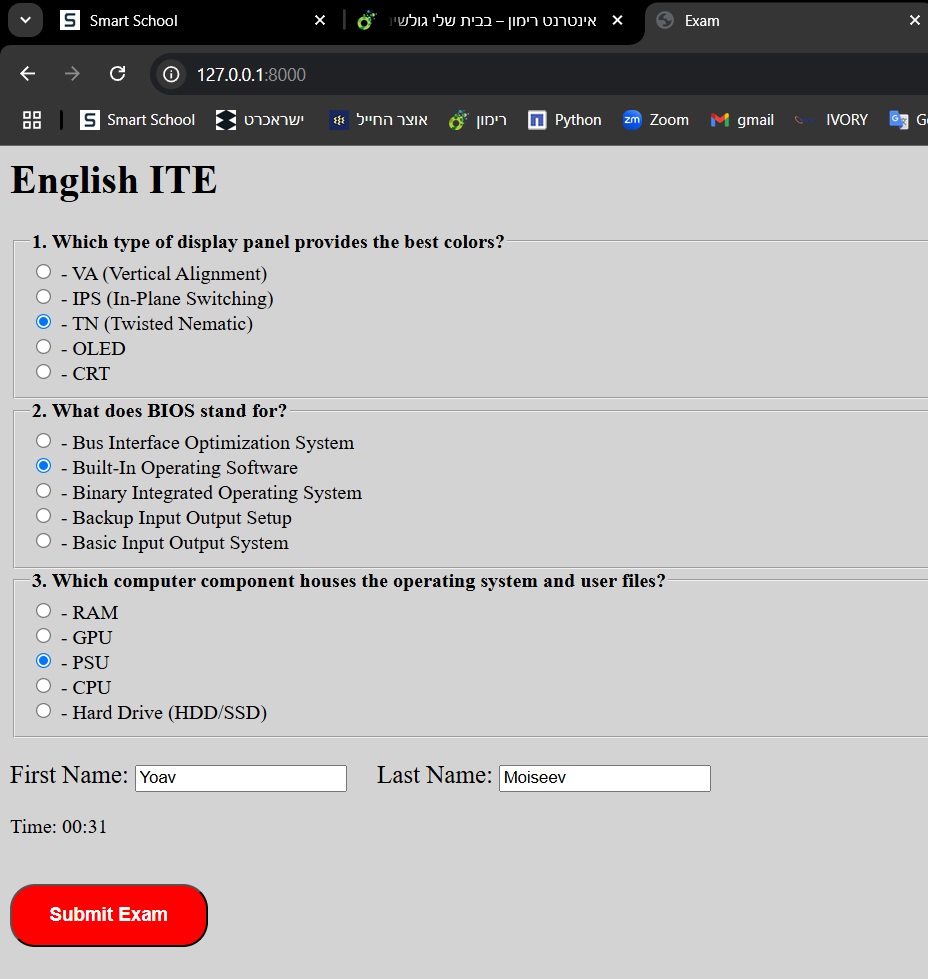 Smart School
אינטרנט רימון – בבית שלי גולשים
Exam
127.0.0.1:8000
Smart School
ישראכרט
אוצר החייל
רימון
Python
Zoom
gmail
IVORY
English ITE
1. Which type of display panel provides the best colors?
- VA (Vertical Alignment)
- IPS (In-Plane Switching)
- TN (Twisted Nematic)
- OLED
- CRT
2. What does BIOS stand for?
- Bus Interface Optimization System
- Built-In Operating Software
- Binary Integrated Operating System
- Backup Input Output Setup
- Basic Input Output System
3. Which computer component houses the operating system and user files?
- RAM
- GPU
- PSU
- CPU
- Hard Drive (HDD/SSD)
First Name: Yoav Last Name: Moiseev
Time: 00:31
Submit Exam